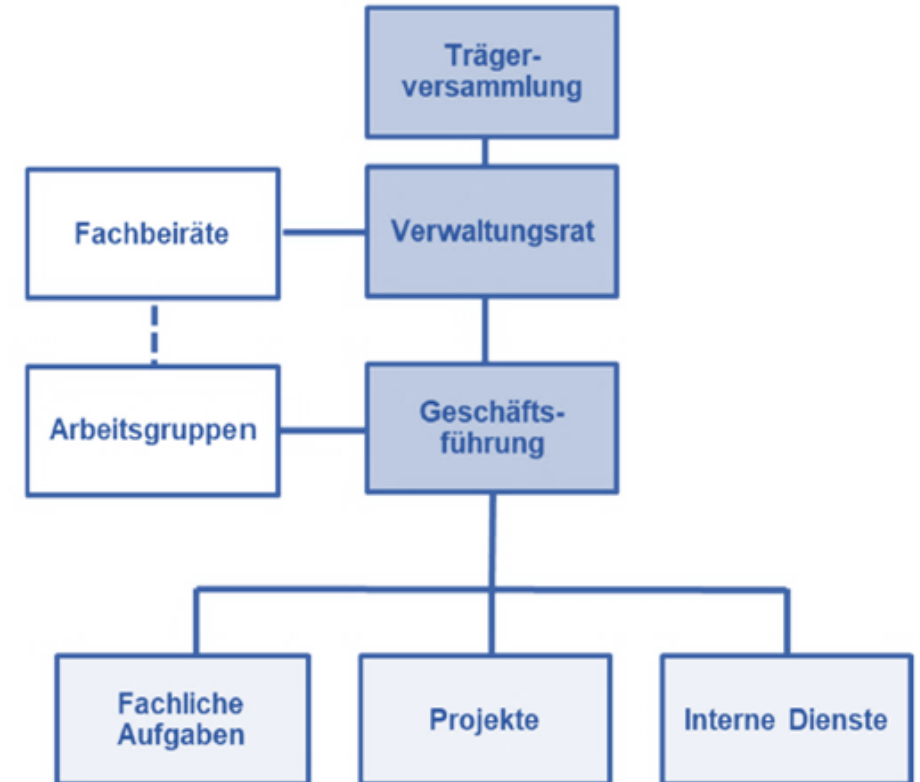 Träger-
versammlung
Fachbeiräte
Verwaltungsrat
Arbeitsgruppen
Geschäfts-
führung
Fachliche
Aufgaben
Projekte
Interne Dienste